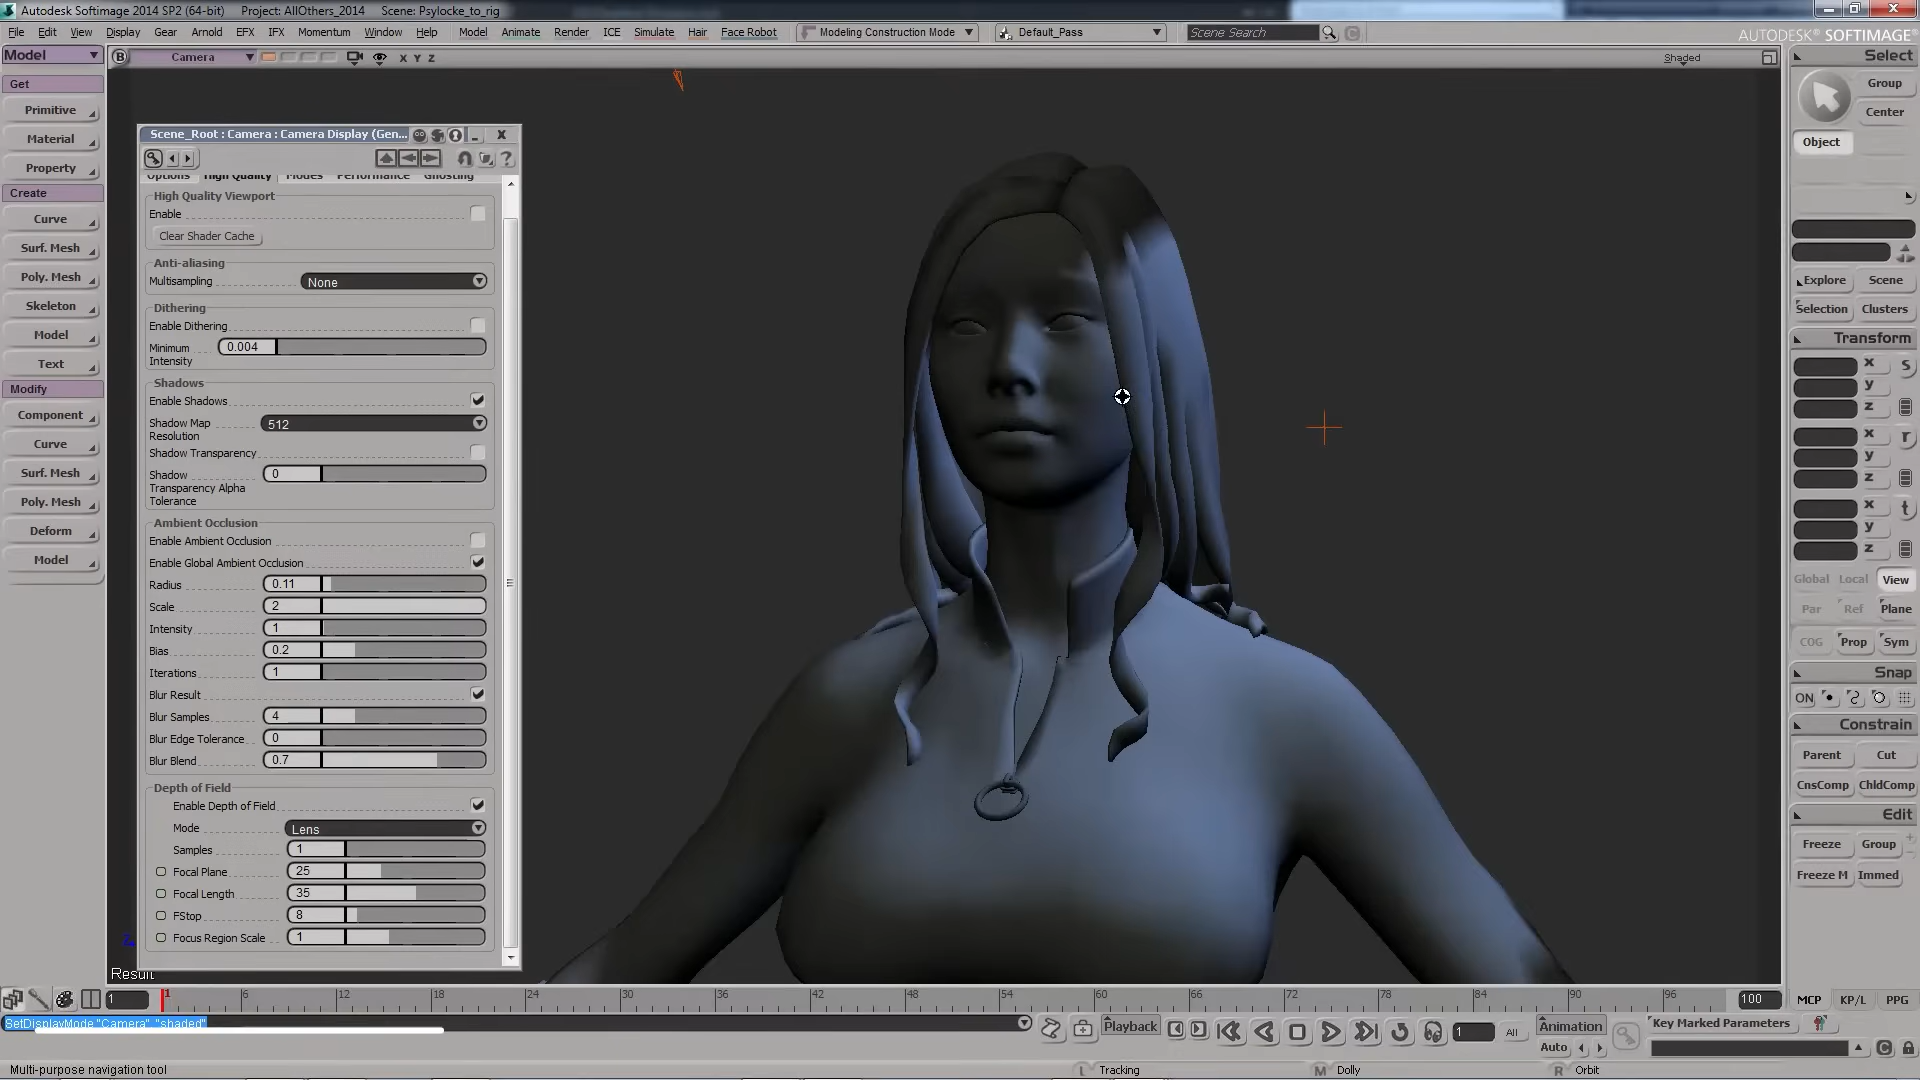 Autodesk Softimage 2014 SP2 (64-bit) Project: AllOthers_2014 Scene: Psylocke_to_rig
File Edit View Display Gear Arnold EFX IFX Momentum Window Help Model Animate Render ICE Simulate Hair Face Robot Modeling Construction Mode Default_Pass Scene Search AUTODESK® SOFTIMAGE®
Model
B Camera X Y Z Shaded
Get
Primitive
Material
Property
Create
Curve
Surf. Mesh
Poly. Mesh
Skeleton
Model
Text
Modify
Component
Curve
Surf. Mesh
Poly. Mesh
Deform
Model
Scene_Root : Camera : Camera Display (Gen...
Options High Quality Modes Performance Ghosting
High Quality Viewport
Enable
Clear Shader Cache
Anti-aliasing
Multisampling None
Dithering
Enable Dithering
Minimum 0.004
Intensity
Shadows
Enable Shadows
Shadow Map 512
Resolution
Shadow Transparency
Shadow 0
Transparency Alpha
Tolerance
Ambient Occlusion
Enable Ambient Occlusion
Enable Global Ambient Occlusion
Radius 0.11
Scale 2
Intensity 1
Bias 0.2
Iterations 1
Blur Result
Blur Samples 4
Blur Edge Tolerance 0
Blur Blend 0.7
Depth of Field
Enable Depth of Field
Mode Lens
Samples 1
Focal Plane 25
Focal Length 35
FStop 8
Focus Region Scale 1
Result
Select
Group
Center
Object
Explore Scene
Selection Clusters
Transform
x s
y
z
x r
y
z
x t
y
z
Global Local View
Par Ref Plane
COG Prop Sym
Snap
ON
Constrain
Parent Cut
CnsComp ChldComp
Edit
Freeze Group
Freeze M Immed
1 1 6 12 18 24 30 36 42 48 54 60 66 72 78 84 90 96 100 MCP KP/L PPG
SetDisplayMode "Camera", "shaded" Playback 1 All Animation Key Marked Parameters
Auto
Multi-purpose navigation tool L Tracking M Dolly R Orbit